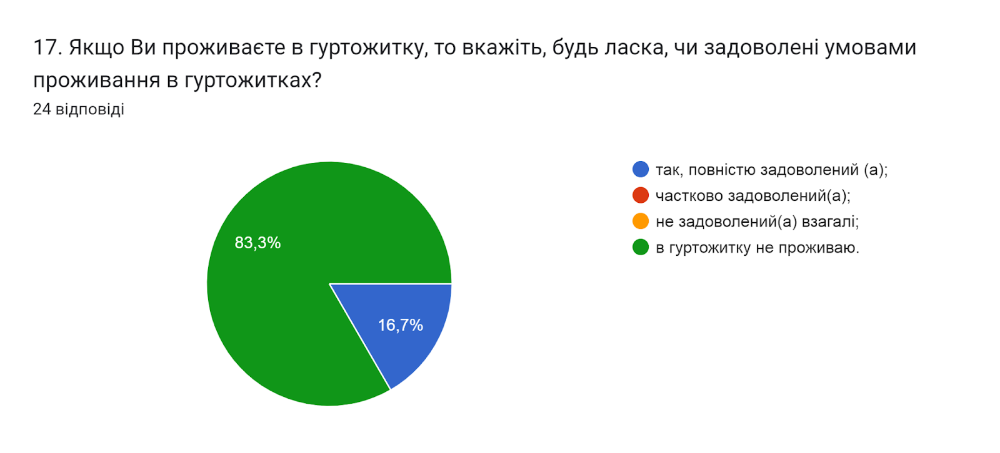 17. Якщо Ви проживаєте в гуртожитку, то вкажіть, будь ласка, чи задоволені умовами
проживання в гуртожитках?
24 відповіді
так, повністю задоволений (а);
частково задоволений(а);
не задоволений(а) взагалі;
в гуртожитку не проживаю.
83,3%
16,7%